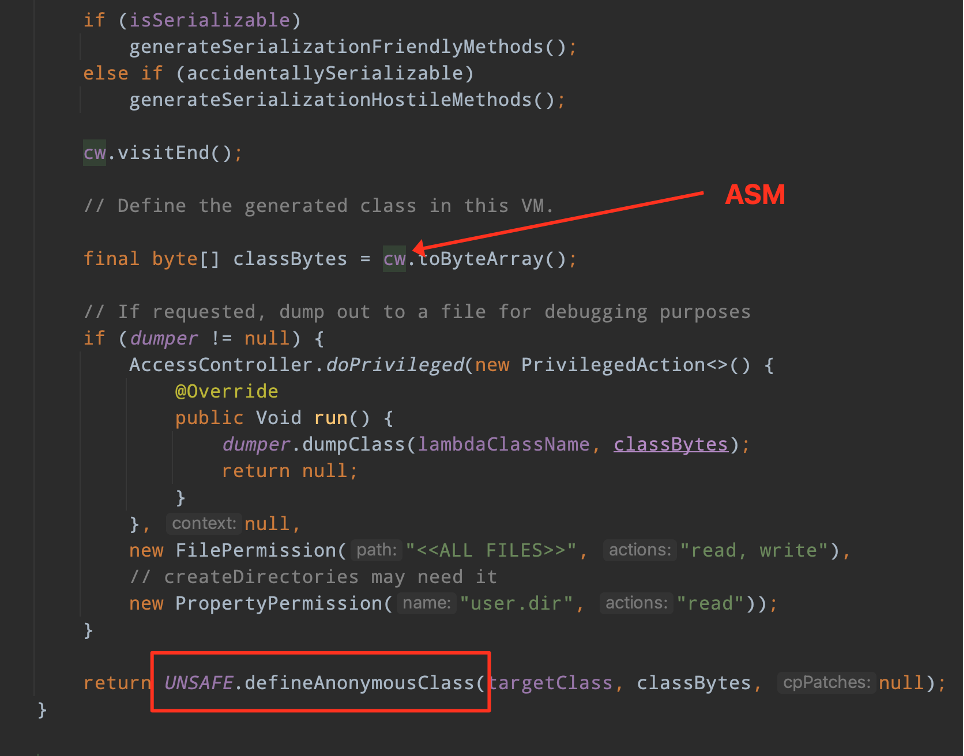 if (isSerializable)
generateSerializationFriendlyMethods();
else if (accidentallySerializable)
generateSerializationHostileMethods();
cw.visitEnd();
// Define the generated class in this VM.
ASM
final byte[] classBytes = cw.toByteArray();
// If requested, dump out to a file for debugging purposes
if (dumper != null) {
AccessController.doPrivileged(new PrivilegedAction<>() {
@Override
public Void run() {
dumper.dumpClass(lambdaClassName, classBytes);
return null;
}
}, context: null,
new FilePermission( path: "<<ALL FILES>>", actions: "read, write"),
// createDirectories may need it
new PropertyPermission( name: "user.dir", actions: "read"));
}
return UNSAFE.defineAnonymousClass(targetClass, classBytes, cpPatches: null);
}